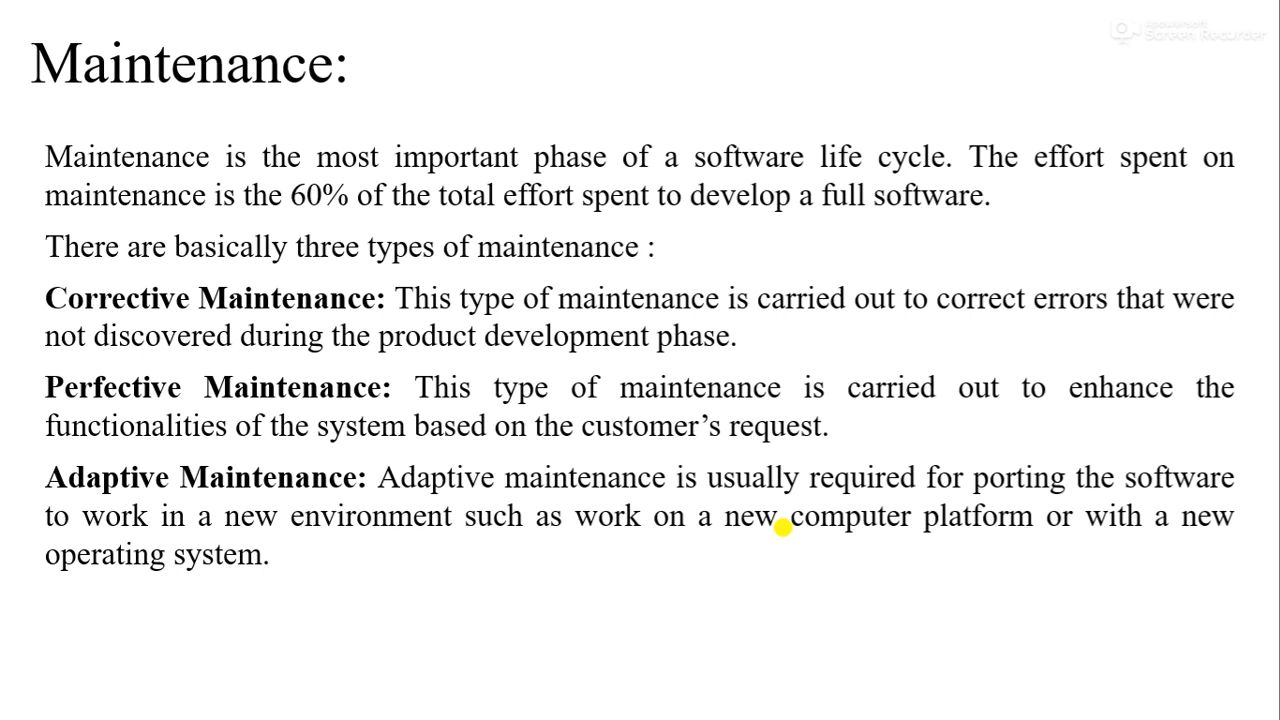 Apowersoft
Screen Recorder
Maintenance:
Maintenance is the most important phase of a software life cycle. The effort spent on
maintenance is the 60% of the total effort spent to develop a full software.
There are basically three types of maintenance :
Corrective Maintenance: This type of maintenance is carried out to correct errors that were
not discovered during the product development phase.
Perfective Maintenance: This type of maintenance is carried out to enhance the
functionalities of the system based on the customer’s request.
Adaptive Maintenance: Adaptive maintenance is usually required for porting the software
to work in a new environment such as work on a new computer platform or with a new
operating system.